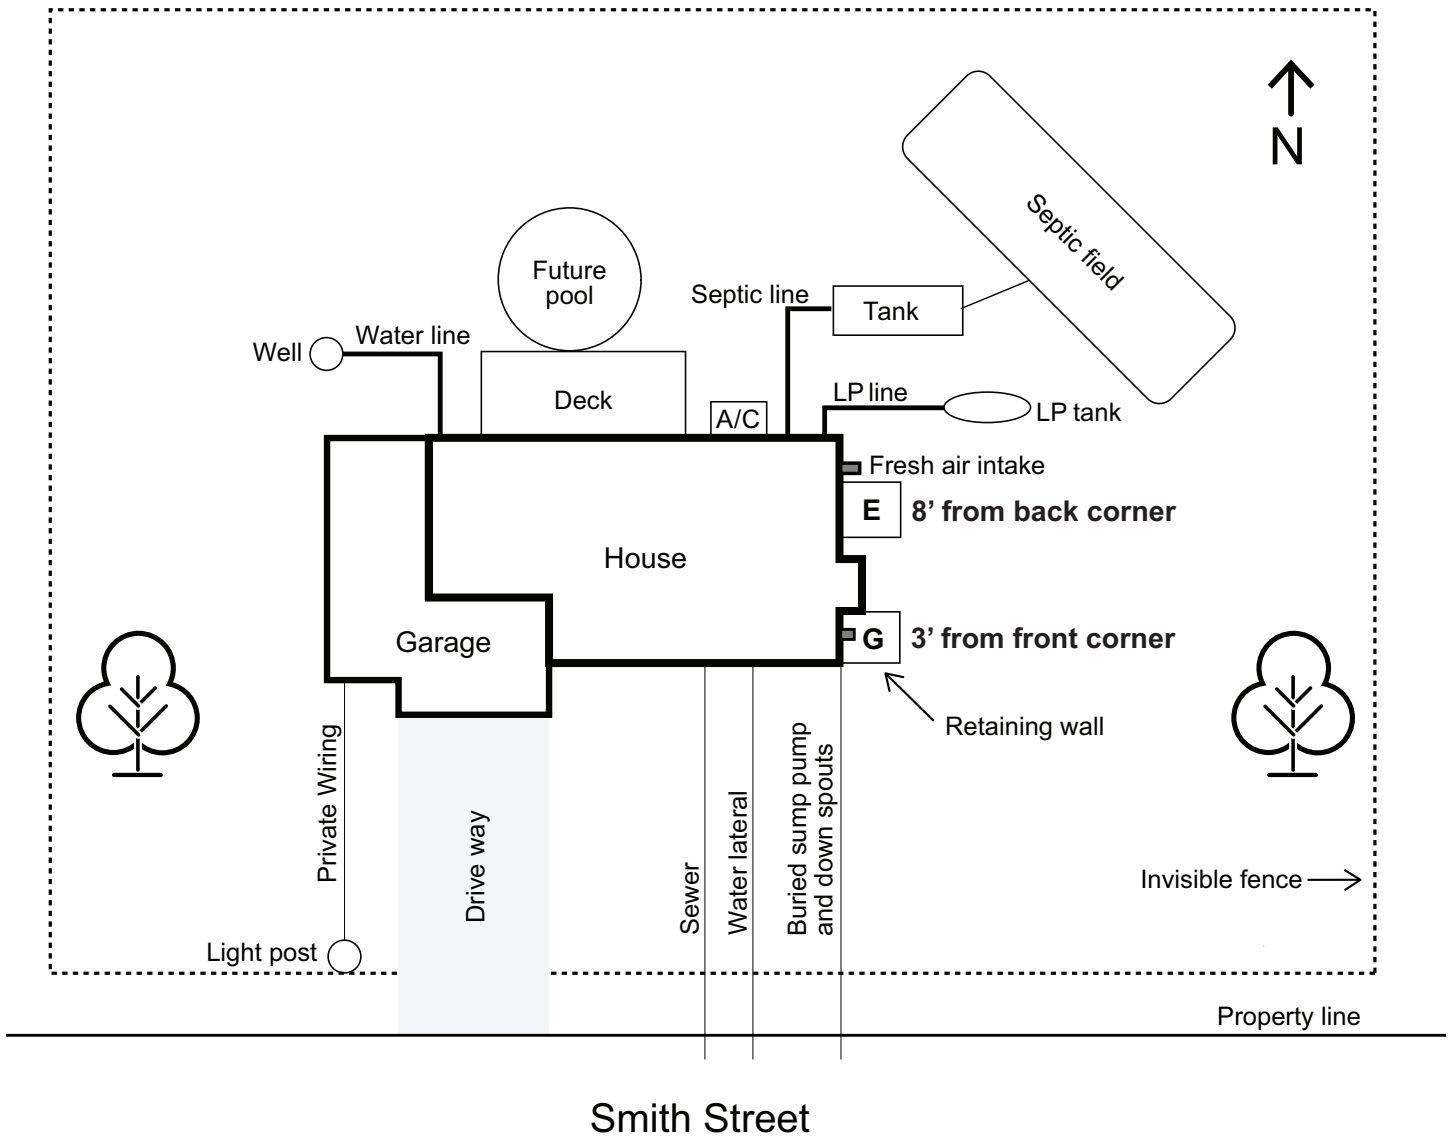 N
Septic field
Future
pool
Septic line
Tank
Water line
Well
Deck
A/C
LP line
LP tank
Fresh air intake
E
8’ from back corner
House
Garage
G
3’ from front corner
Retaining wall
Private Wiring
Drive way
Sewer
Water lateral
Buried sump pump
and down spouts
Invisible fence
Light post
Property line
Smith Street